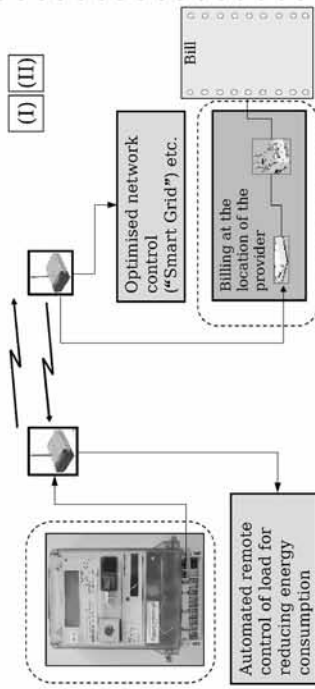 (I) (II)
Optimised network
control
("Smart Grid") etc.
Billing at the
location of the
provider
Bill
Automated remote
control of load for
reducing energy
consumption